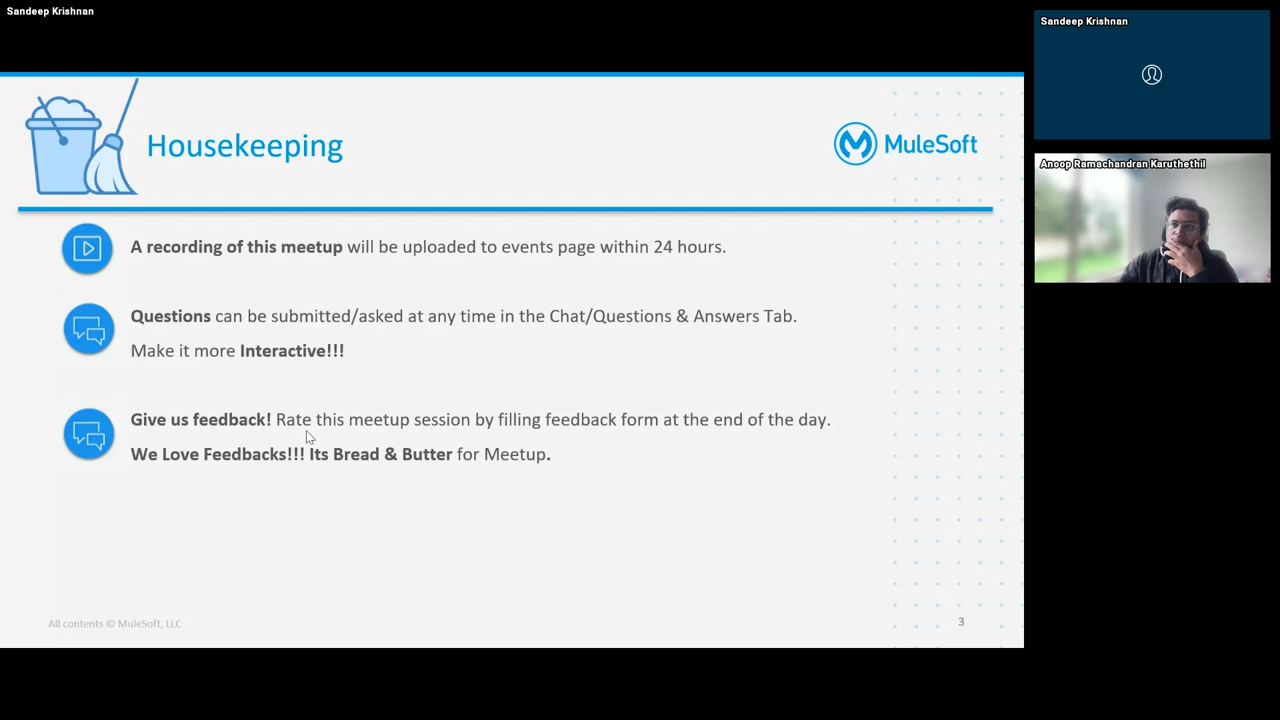 Sandeep Krishnan
Sandeep Krishnan
Anoop Ramachandran Karuthethil
Housekeeping
MuleSoft
A recording of this meetup will be uploaded to events page within 24 hours.
Questions can be submitted/asked at any time in the Chat/Questions & Answers Tab.
Make it more Interactive!!!
Give us feedback! Rate this meetup session by filling feedback form at the end of the day.
We Love Feedbacks!!! Its Bread & Butter for Meetup.
All contents © MuleSoft, LLC
3